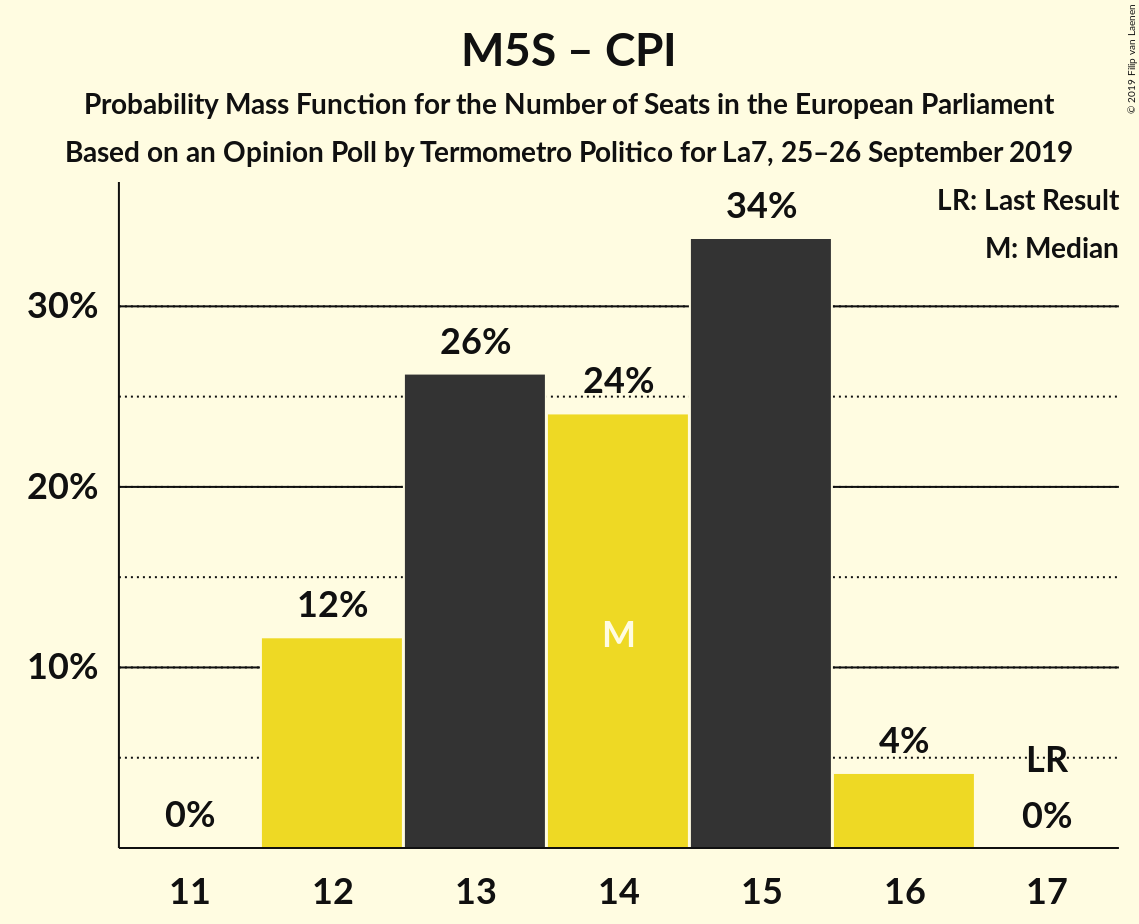 M5S – CPI
Probability Mass Function for the Number of Seats in the European Parliament
Based on an Opinion Poll by Termometro Politico for La7, 25–26 September 2019
© 2019 Filip van Laenen
LR: Last Result
M: Median
34%
30%
26%
24%
20%
12%
M
10%
4%
LR
0%
0%
11 12 13 14 15 16 17